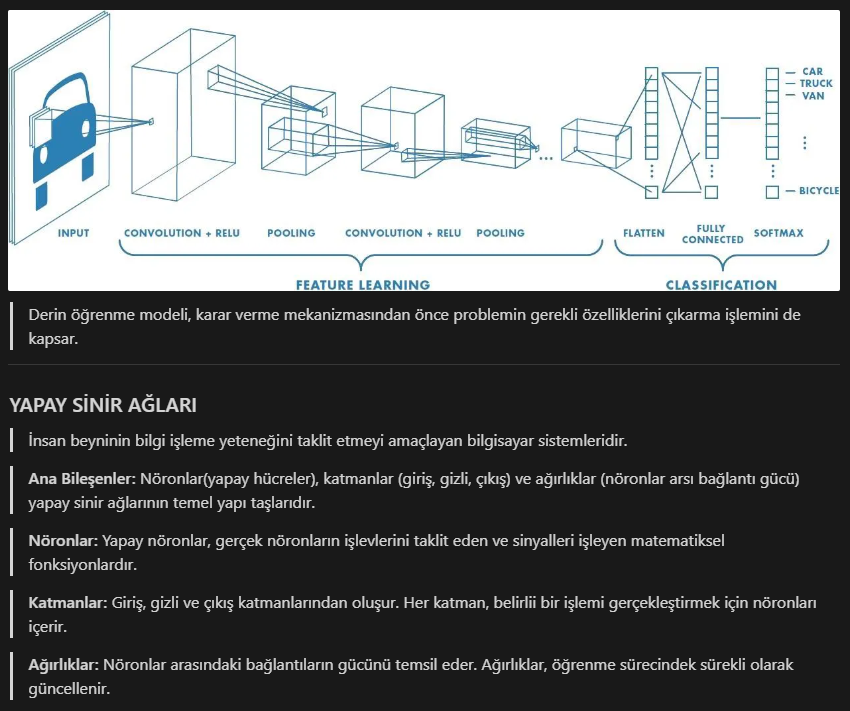 CAR
TRUCK
VAN
BICYCLE
INPUT
CONVOLUTION + RELU
POOLING
CONVOLUTION + RELU
POOLING
FLATTEN
FULLY
CONNECTED
SOFTMAX
FEATURE LEARNING
CLASSIFICATION
Derin öğrenme modeli, karar verme mekanizmasından önce problemin gerekli özelliklerini çıkarma işlemini de
kapsar.
YAPAY SİNİR AĞLARI
İnsan beyninin bilgi işleme yeteneğini taklit etmeyi amaçlayan bilgisayar sistemleridir.
Ana Bileşenler: Nöronlar(yapay hücreler), katmanlar (giriş, gizli, çıkış) ve ağırlıklar (nöronlar arsı bağlantı gücü)
yapay sinir ağlarının temel yapı taşlarıdır.
Nöronlar: Yapay nöronlar, gerçek nöronların işlevlerini taklit eden ve sinyalleri işleyen matematiksel
fonksiyonlardır.
Katmanlar: Giriş, gizli ve çıkış katmanlarından oluşur. Her katman, belirlii bir işlemi gerçekleştirmek için nöronları
içerir.
Ağırlıklar: Nöronlar arasındaki bağlantıların gücünü temsil eder. Ağırlıklar, öğrenme sürecindek sürekli olarak
güncellenir.